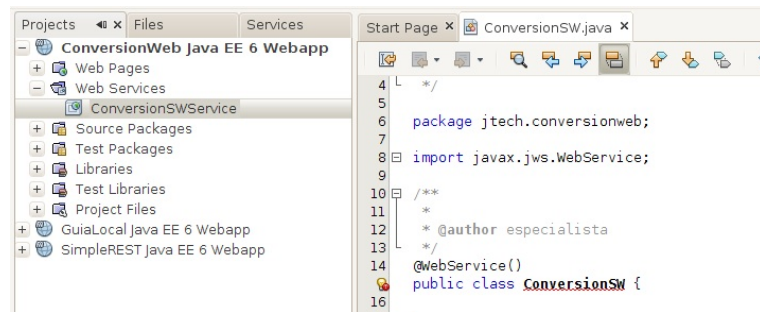 Projects
Files
Services
ConversionWeb Java EE 6 Webapp
Web Pages
Web Services
ConversionSWService
Source Packages
Test Packages
Libraries
Test Libraries
Project Files
GuiaLocal Java EE 6 Webapp
SimpleREST Java EE 6 Webapp
Start Page
ConversionSW.java
4 */
5
6 package jtech.conversionweb;
7
8 import javax.jws.WebService;
9
10 /**
11 *
12 * @author especialista
13 */
14 @WebService()
public class ConversionSW {
16